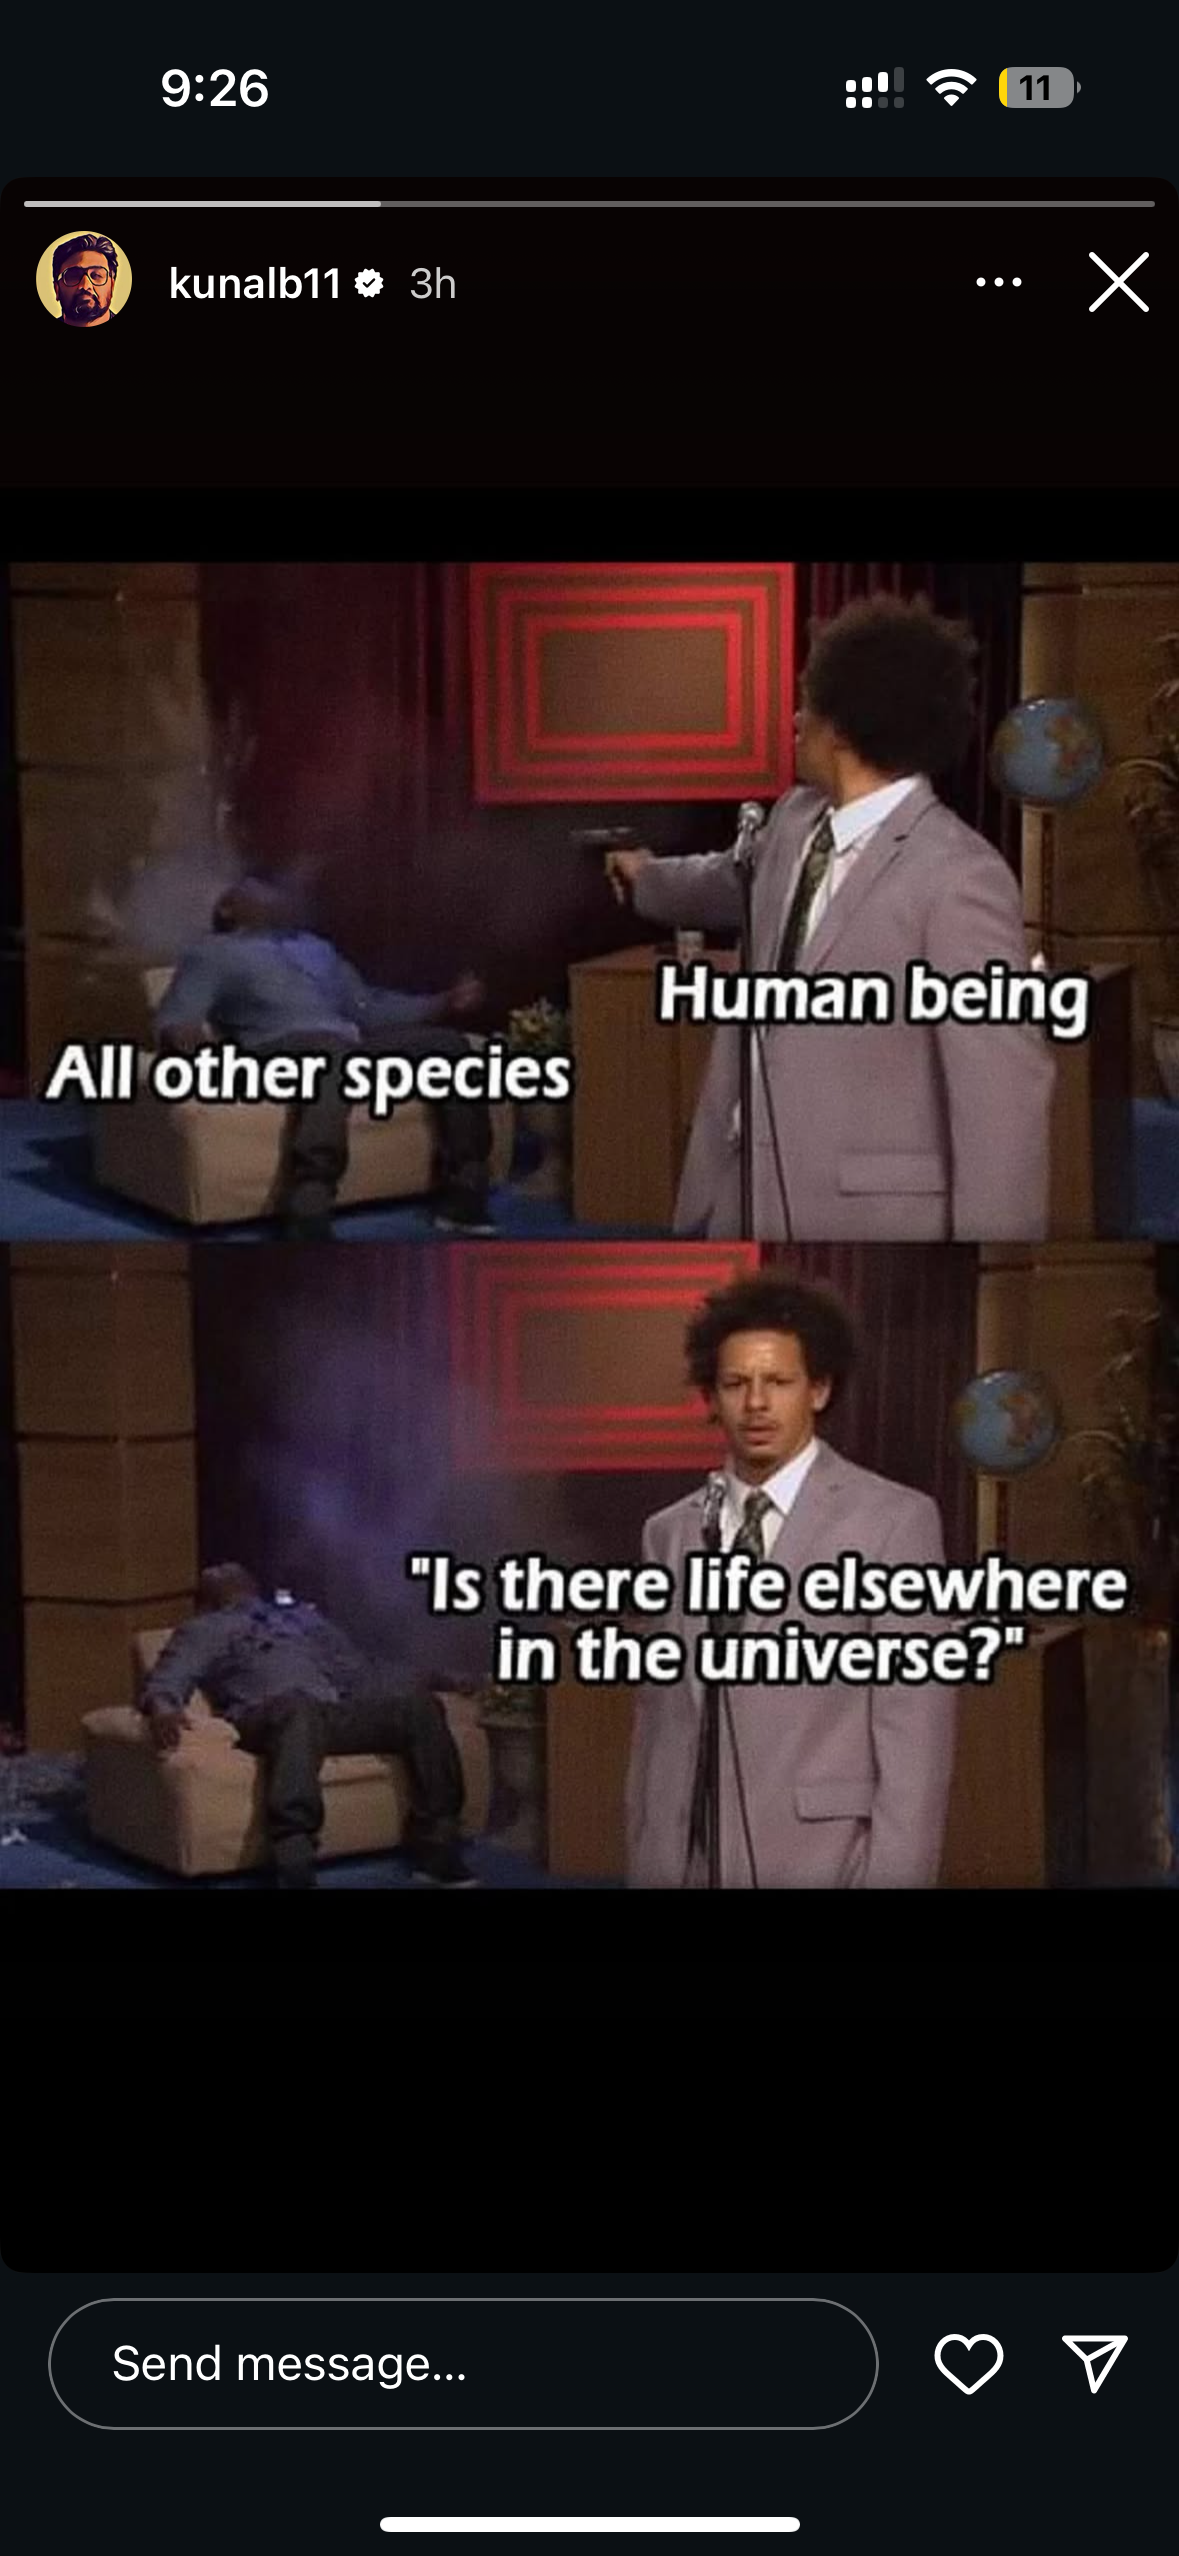 9:26
11
kunalb11 3h
Human being
All other species
"Is there life elsewhere
in the universe?"
Send message...